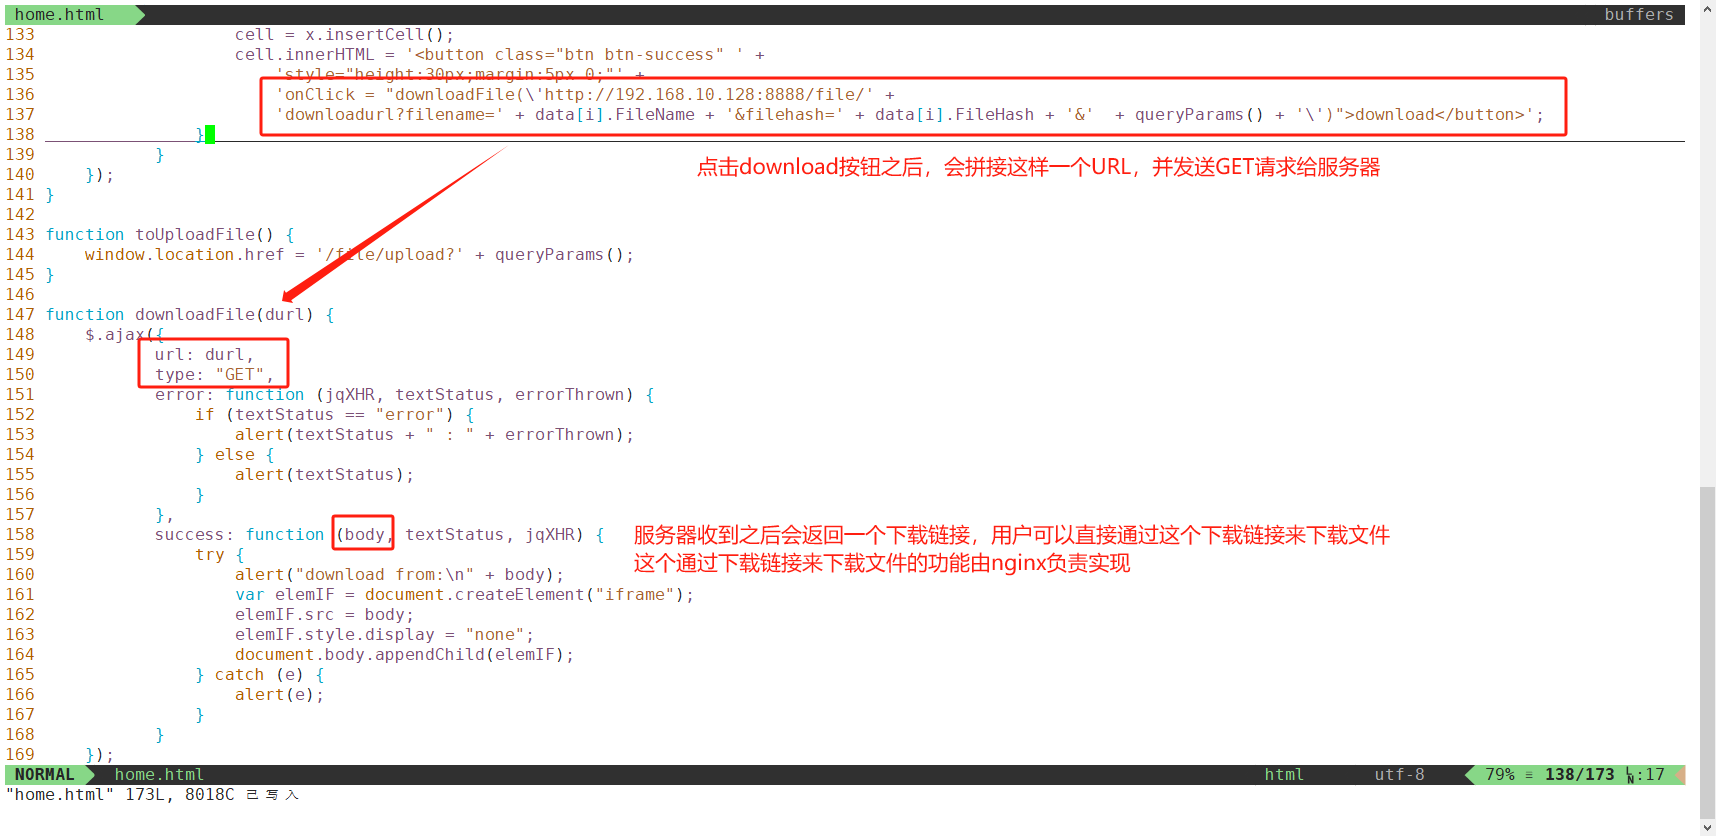 home.html buffers
133 cell = x.insertCell();
134 cell.innerHTML = '<button class="btn btn-success" ' +
135 'style="height:30px;margin:5px 0;"' +
136 'onClick = "downloadFile(\'http://192.168.10.128:8888/file/' +
137 'downloadurl?filename=' + data[i].FileName + '&filehash=' + data[i].FileHash + '&' + queryParams() + '\')">download</button>';
138 }
139 }
点击download按钮之后，会拼接这样一个URL，并发送GET请求给服务器
140 });
141 }
142
143 function toUploadFile() {
144 window.location.href = '/file/upload?' + queryParams();
145 }
146
147 function downloadFile(durl) {
148 $.ajax({
149 url: durl,
150 type: "GET",
151 error: function (jqXHR, textStatus, errorThrown) {
152 if (textStatus == "error") {
153 alert(textStatus + " : " + errorThrown);
154 } else {
155 alert(textStatus);
156 }
157 },
158 success: function (body, textStatus, jqXHR) {
服务器收到之后会返回一个下载链接，用户可以直接通过这个下载链接来下载文件
159 try {
这个通过下载链接来下载文件的功能由nginx负责实现
160 alert("download from:\n" + body);
161 var elemIF = document.createElement("iframe");
162 elemIF.src = body;
163 elemIF.style.display = "none";
164 document.body.appendChild(elemIF);
165 } catch (e) {
166 alert(e);
167 }
168 }
169 });
NORMAL home.html html utf-8 79% ≡ 138/173 ㏑:17
"home.html" 173L, 8018C 已写入